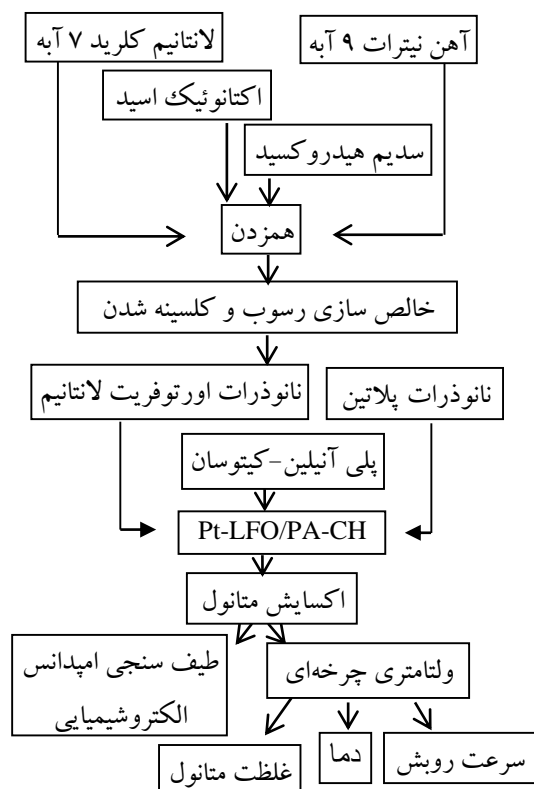 آهن نیترات ۹ آبه
لانتانیم کلرید ۷ آبه
اکتانوئیک اسید
سدیم هیدروکسید
همزدن
خالص سازی رسوب و کلسینه شدن
نانوذرات پلاتین
نانوذرات اورتوفریت لانتانیم
پلی آنیلین-کیتوسان
Pt-LFO/PA-CH
اکسایش متانول
طیف سنجی امپدانس
الکتروشیمیایی
ولتامتری چرخه‌ای
سرعت روبش
دما
غلظت متانول